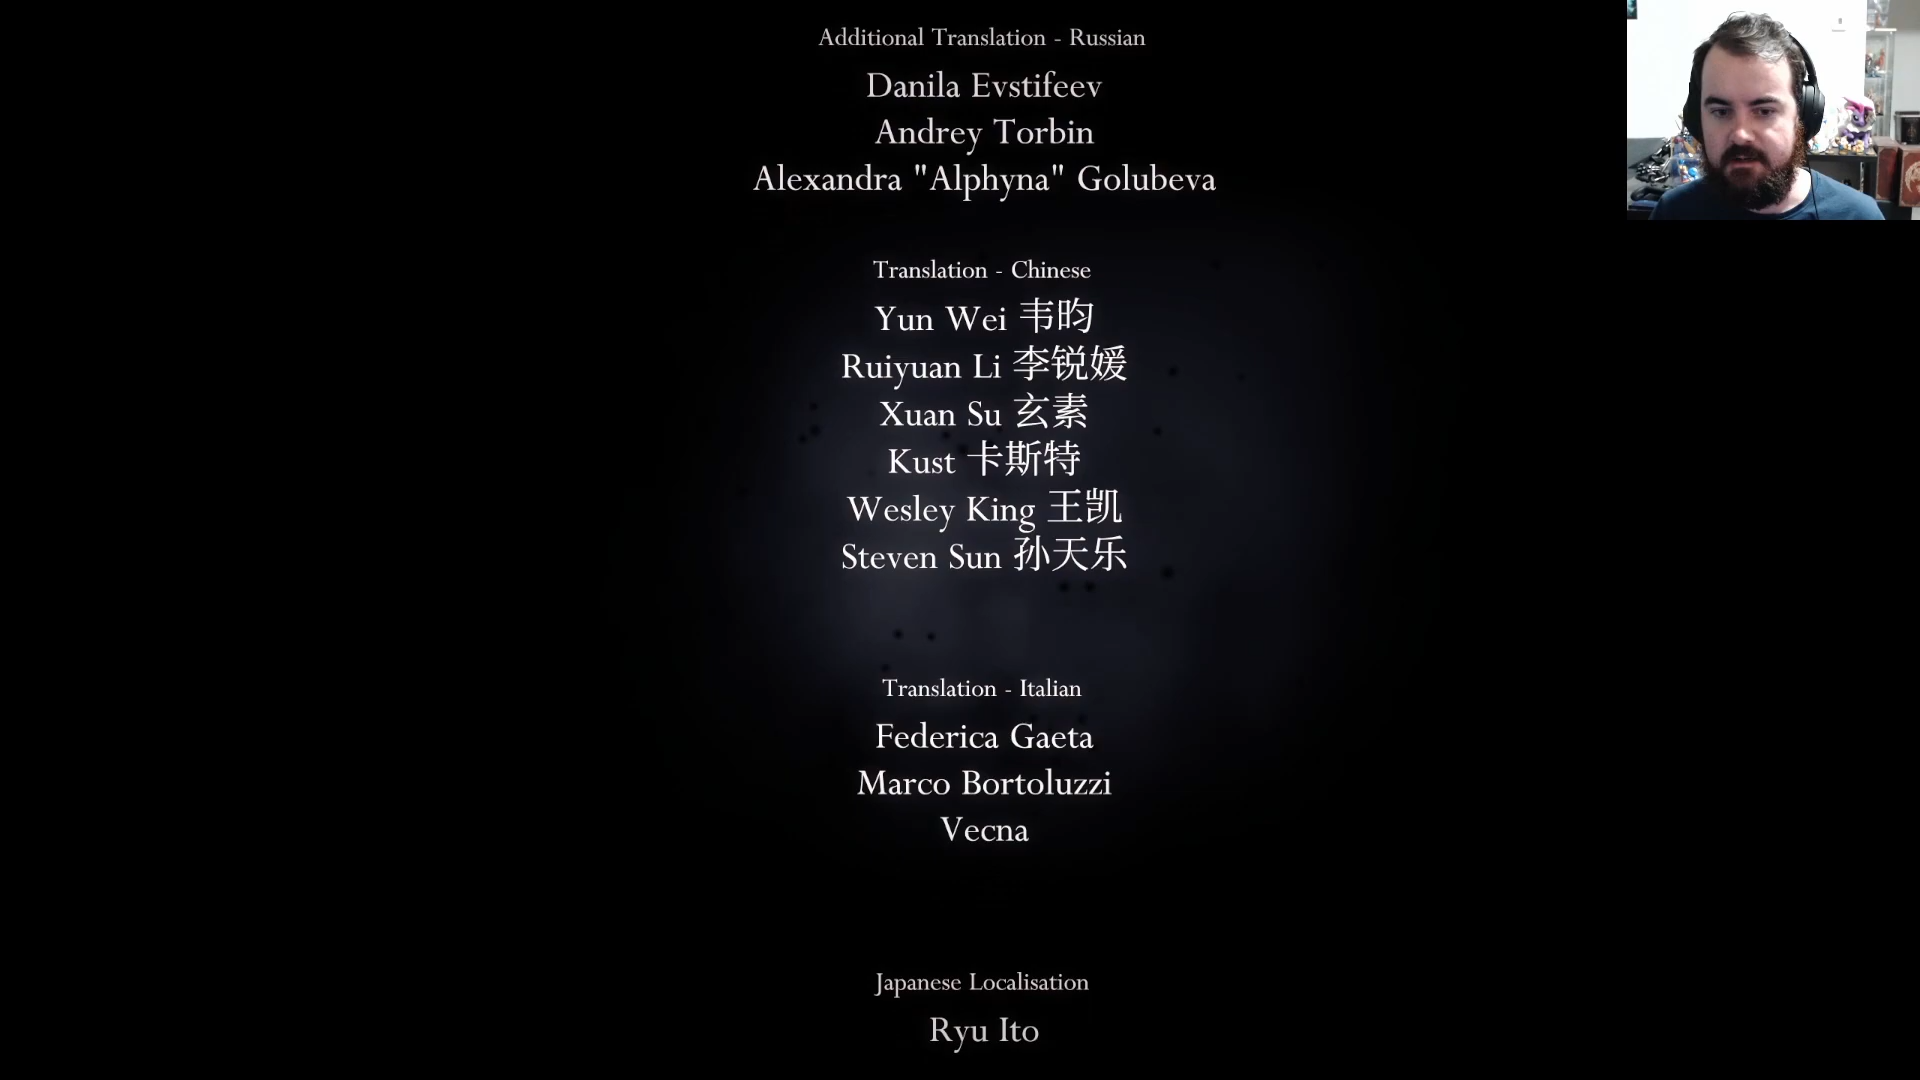 Additional Translation - Russian
Danila Evstifeev
Andrey Torbin
Alexandra "Alphyna" Golubeva
Translation - Chinese
Yun Wei 韦昀
Ruiyuan Li 李锐媛
Xuan Su 玄素
Kust 卡斯特
Wesley King 王凯
Steven Sun 孙天乐
Translation - Italian
Federica Gaeta
Marco Bortoluzzi
Vecna
Japanese Localisation
Ryu Ito